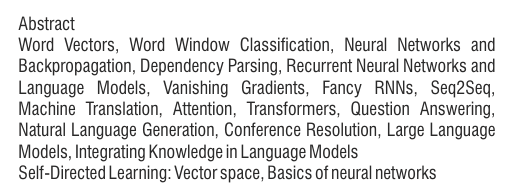 Abstract
Word Vectors, Word Window Classification, Neural Networks and
Backpropagation, Dependency Parsing, Recurrent Neural Networks and
Language Models, Vanishing Gradients, Fancy RNNs, Seq2Seq,
Machine Translation, Attention, Transformers, Question Answering,
Natural Language Generation, Conference Resolution, Large Language
Models, Integrating Knowledge in Language Models
Self-Directed Learning: Vector space, Basics of neural networks